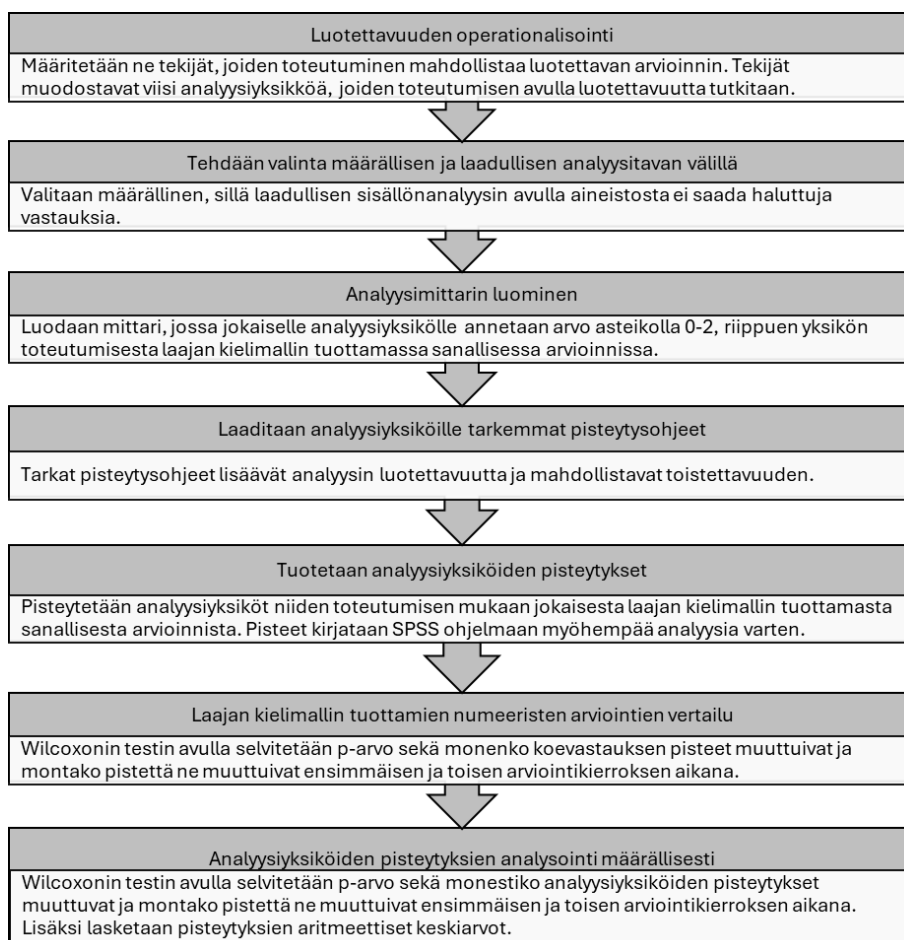 Luotettavuuden operationalisointi
Määritetään ne tekijät, joiden toteutuminen mahdollistaa luotettavan arvioinnin. Tekijät
muodostavat viisi analyysiyksikköä, joiden toteutumisen avulla luotettavuutta tutkitaan.
Tehdään valinta määrällisen ja laadullisen analyysitavan välillä
Valitaan määrällinen, sillä laadullisen sisällönanalyysin avulla aineistosta ei saada haluttuja
vastauksia.
Analyysimittarin luominen
Luodaan mittari, jossa jokaiselle analyysiyksikölle annetaan arvo asteikolla 0-2, riippuen yksikön
toteutumisesta laajan kielimallin tuottamassa sanallisessa arvioinnissa.
Laaditaan analyysiyksiköille tarkemmat pisteytysohjeet
Tarkat pisteytysohjeet lisäävät analyysin luotettavuutta ja mahdollistavat toistettavuuden.
Tuotetaan analyysiyksiköiden pisteytykset
Pisteytetään analyysiyksiköt niiden toteutumisen mukaan jokaisesta laajan kielimallin tuottamasta
sanallisesta arvioinnista. Pisteet kirjataan SPSS ohjelmaan myöhempää analyysia varten.
Laajan kielimallin tuottamien numeeristen arviointien vertailu
Wilcoxonin testin avulla selvitetään p-arvo sekä monenko koevastauksen pisteet muuttuivat ja
montako pistettä ne muuttuivat ensimmäisen ja toisen arviointikierroksen aikana.
Analyysiyksiköiden pisteytyksien analysointi määrällisesti
Wilcoxonin testin avulla selvitetään p-arvo sekä monestiko analyysiyksiköiden pisteytykset
muuttuvat ja montako pistettä ne muuttuivat ensimmäisen ja toisen arviointikierroksen aikana.
Lisäksi lasketaan pisteytyksien aritmeettiset keskiarvot.